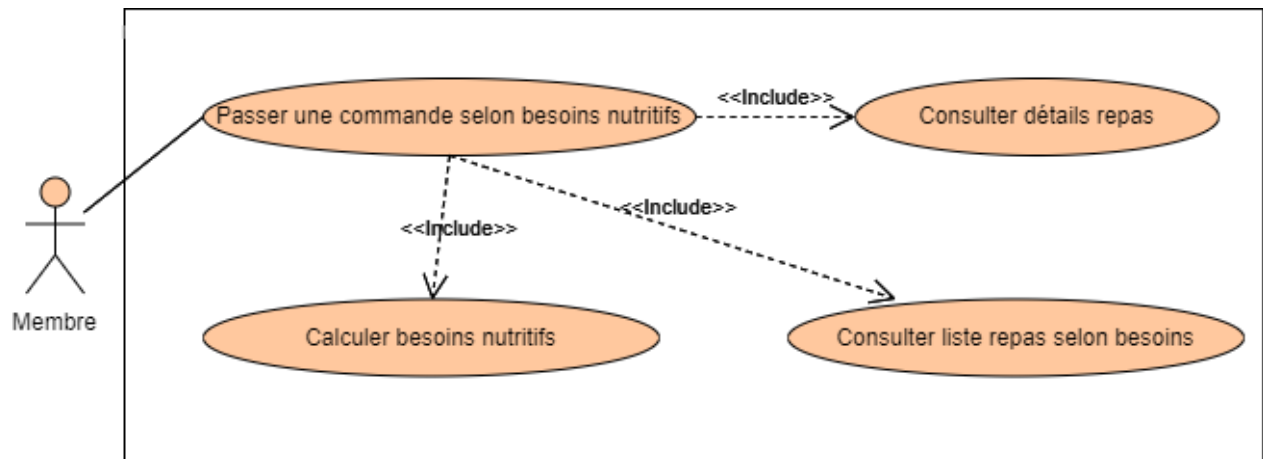 <<Include>>
Passer une commande selon besoins nutritifs
Consulter détails repas
<<Include>>
<<Include>>
Membre
Calculer besoins nutritifs
Consulter liste repas selon besoins